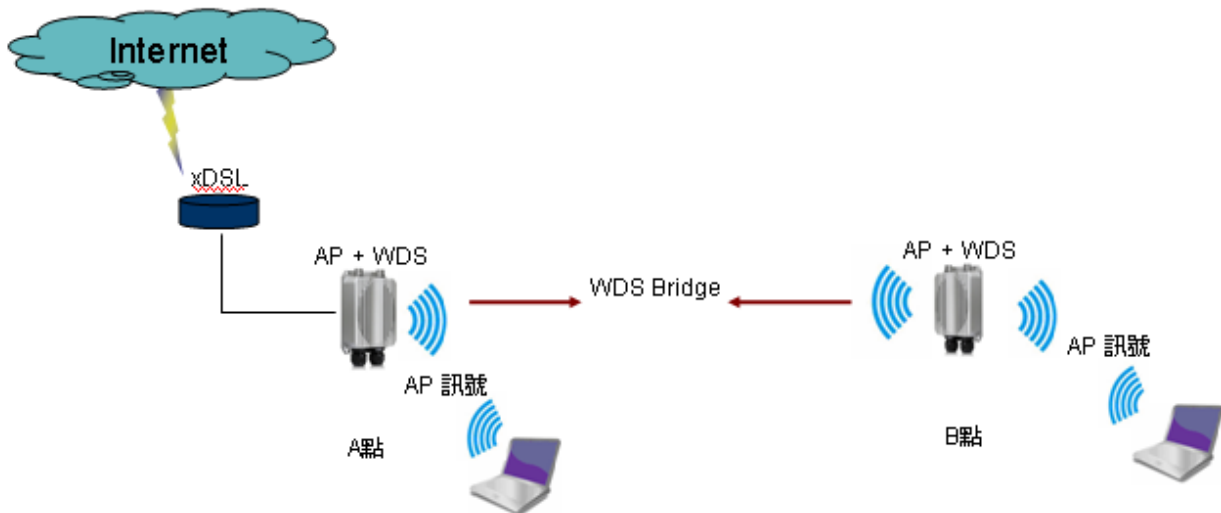 Internet
xDSL
AP + WDS
AP + WDS
WDS Bridge
AP 訊號
AP 訊號
A點
B點